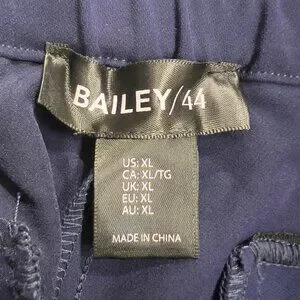 BAILEY/44
US: XL
CA: XL/TG
UK: XL
EU: XL
AU: XL
MADE IN CHINA